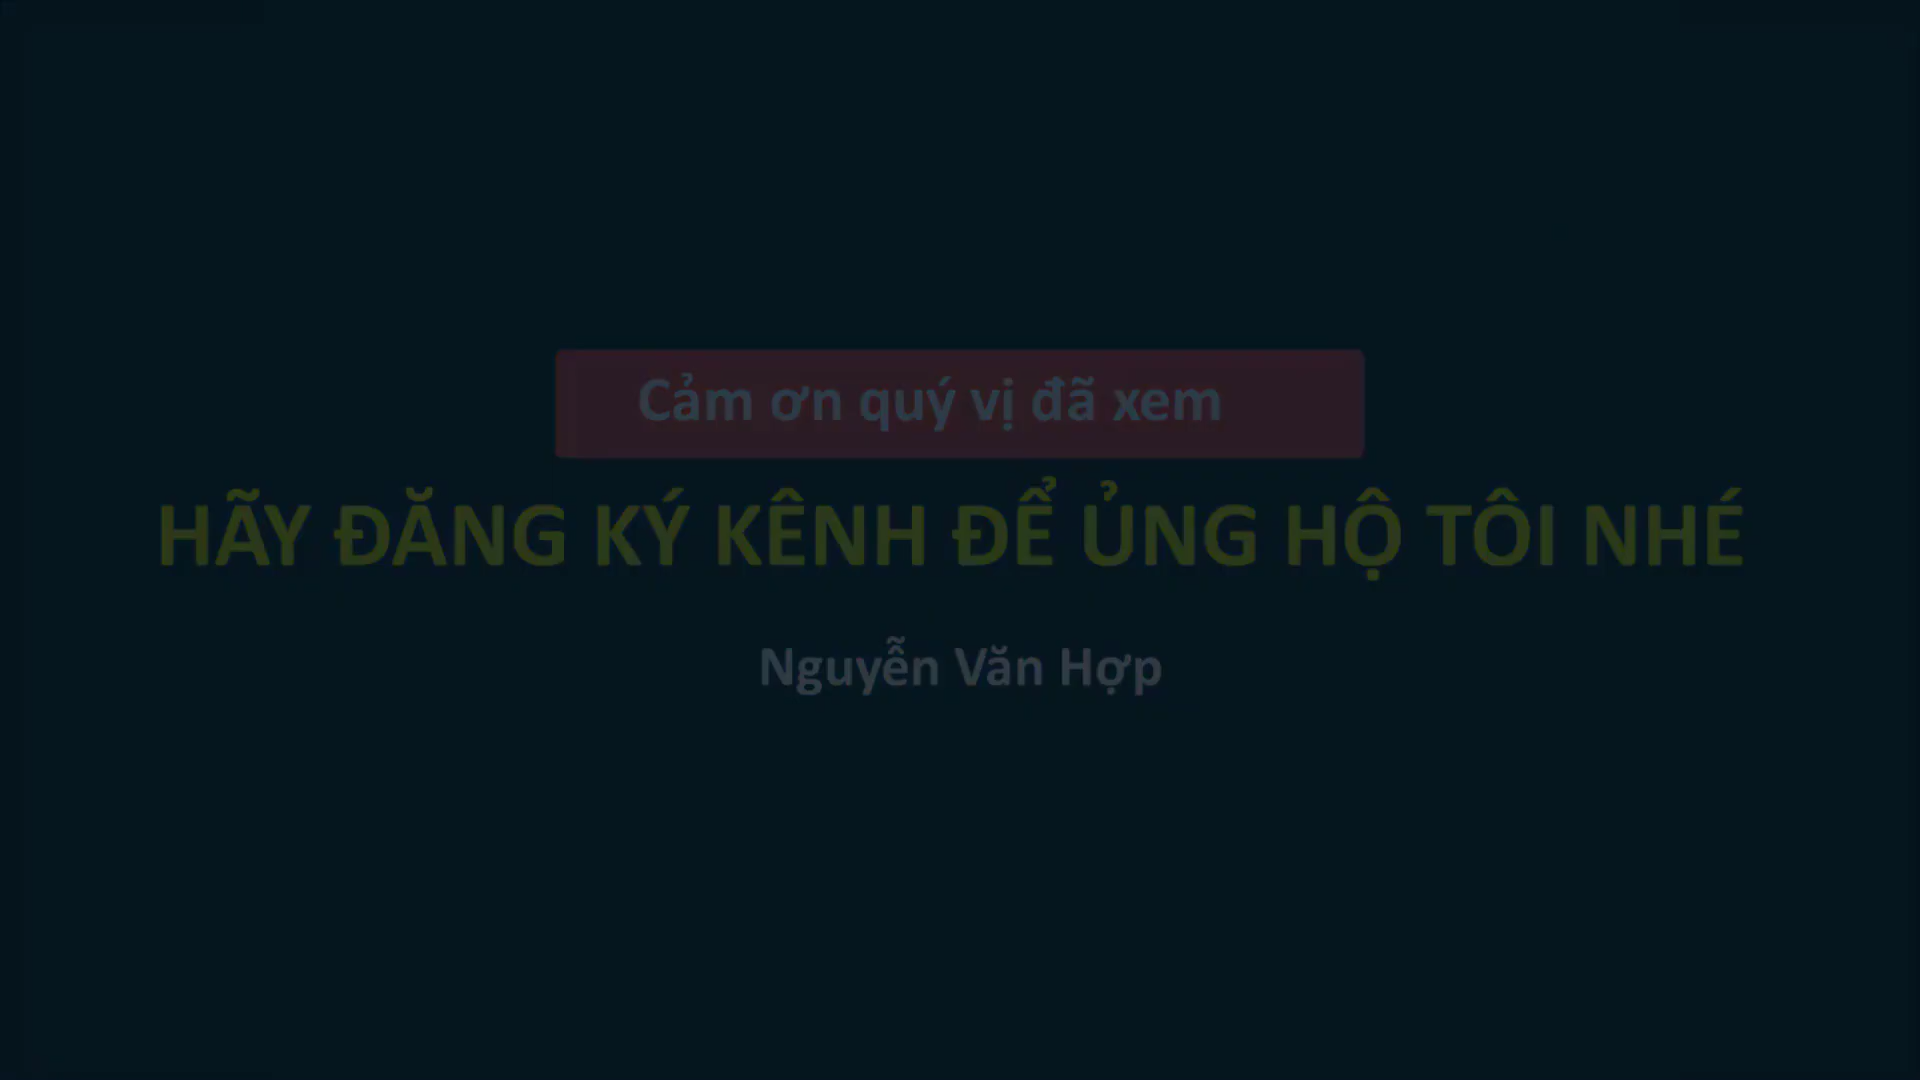 Cảm ơn quý vị đã xem
HÃY ĐĂNG KÝ KÊNH ĐỂ ỦNG HỘ TÔI NHÉ
Nguyễn Văn Hợp